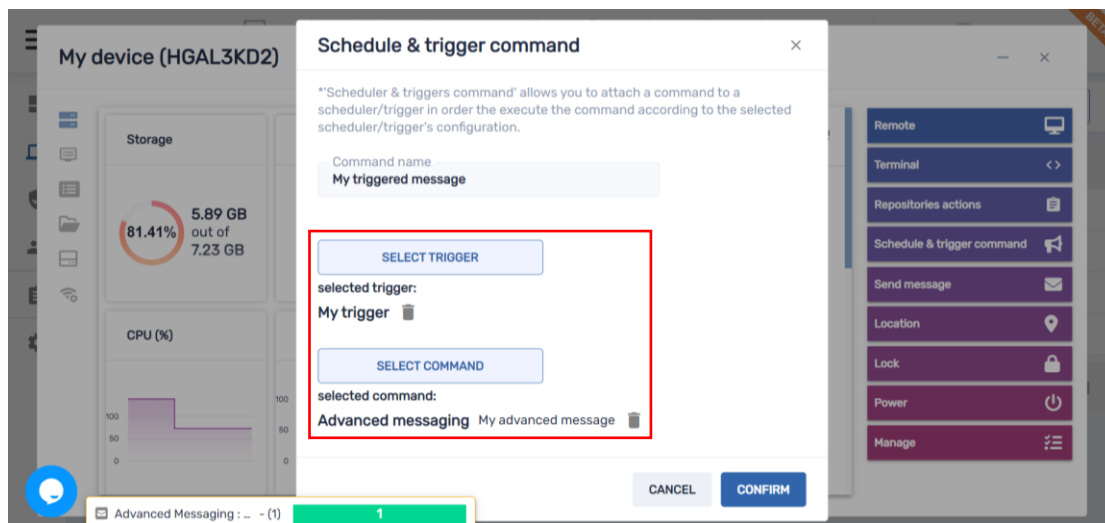 BETA
My device (HGAL3KD2)
Storage
81.41%
5.89 GB
out of
7.23 GB
CPU (%)
100
50
0
100
50
0
Schedule & trigger command
*'Scheduler & triggers command' allows you to attach a command to a
scheduler/trigger in order the execute the command according to the selected
scheduler/trigger's configuration.
Command name
My triggered message
SELECT TRIGGER
selected trigger:
My trigger
SELECT COMMAND
selected command:
Advanced messaging My advanced message
CANCEL CONFIRM
Remote
Terminal
Repositories actions
Schedule & trigger command
Send message
Location
Lock
Power
Manage
Advanced Messaging : ... - (1) 1